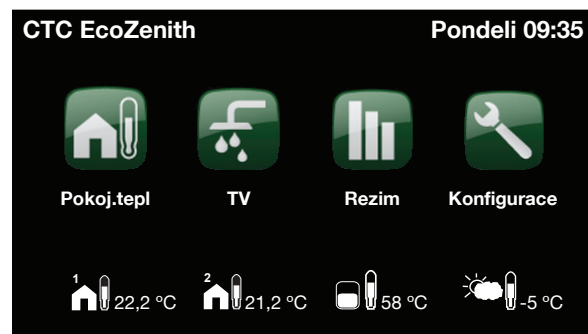 CTC EcoZenith Pondeli 09:35
Pokoj.tepl TV Rezim Konfigurace
1 22,2 °C 2 21,2 °C 58 °C -5 °C